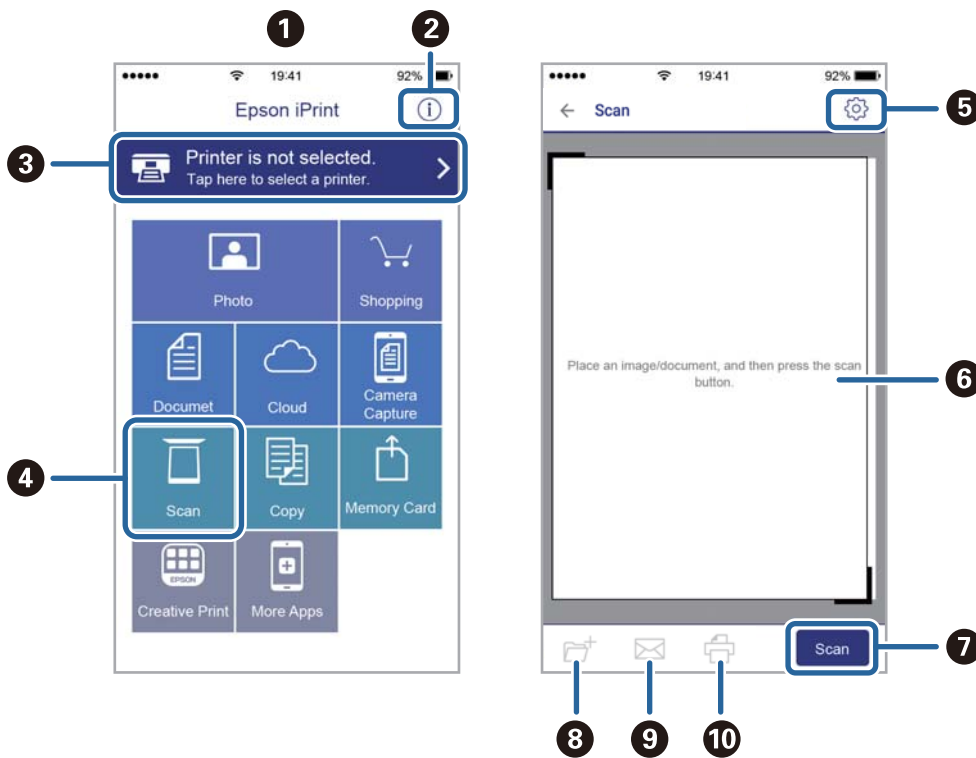 1
2
19:41
92%
Epson iPrint
i
3
Printer is not selected.
Tap here to select a printer.
Photo
Shopping
Documet
Cloud
Camera
Capture
4
Scan
Copy
Memory Card
EPSON
Creative Print
More Apps
19:41
92%
Scan
5
Place an image/document, and then press the scan
button.
6
Scan
7
8
9
10